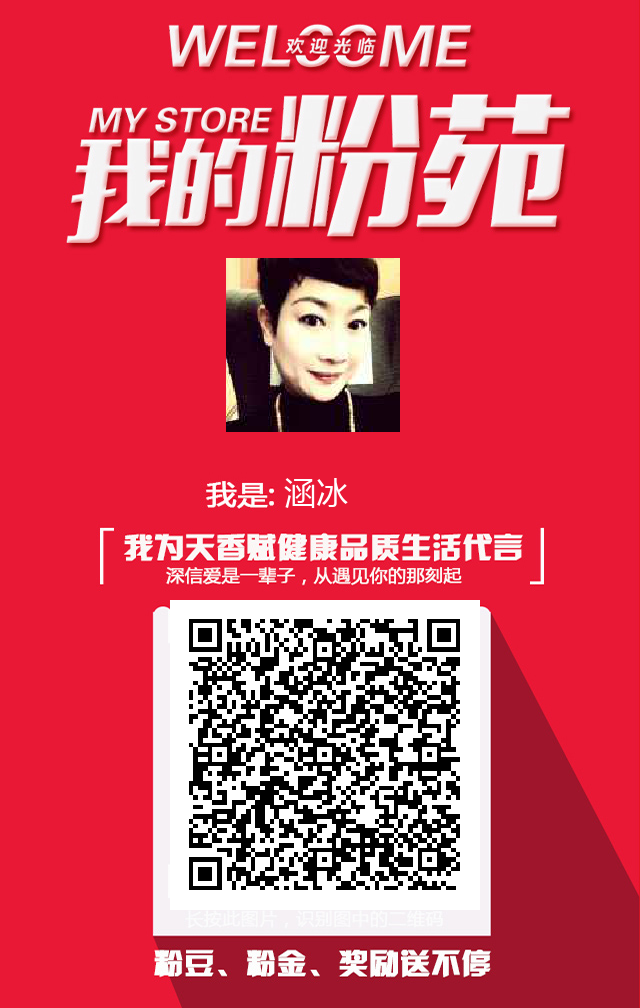 WELCOME
欢迎光临
MY STORE
我的粉苑
我是: 涵冰
我为天香赋健康品质生活代言
深信爱是一辈子，从遇见你的那刻起
长按此图片，识别图中的二维码
粉豆、粉金、奖励送不停